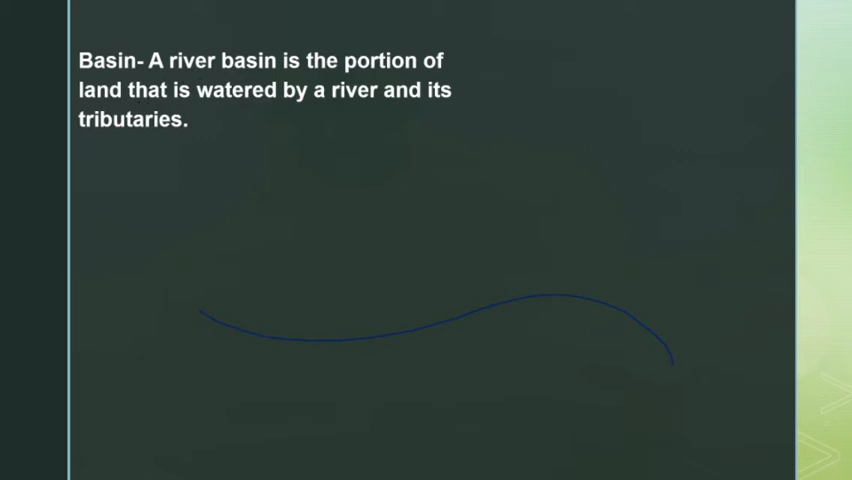 Basin- A river basin is the portion of
land that is watered by a river and its
tributaries.